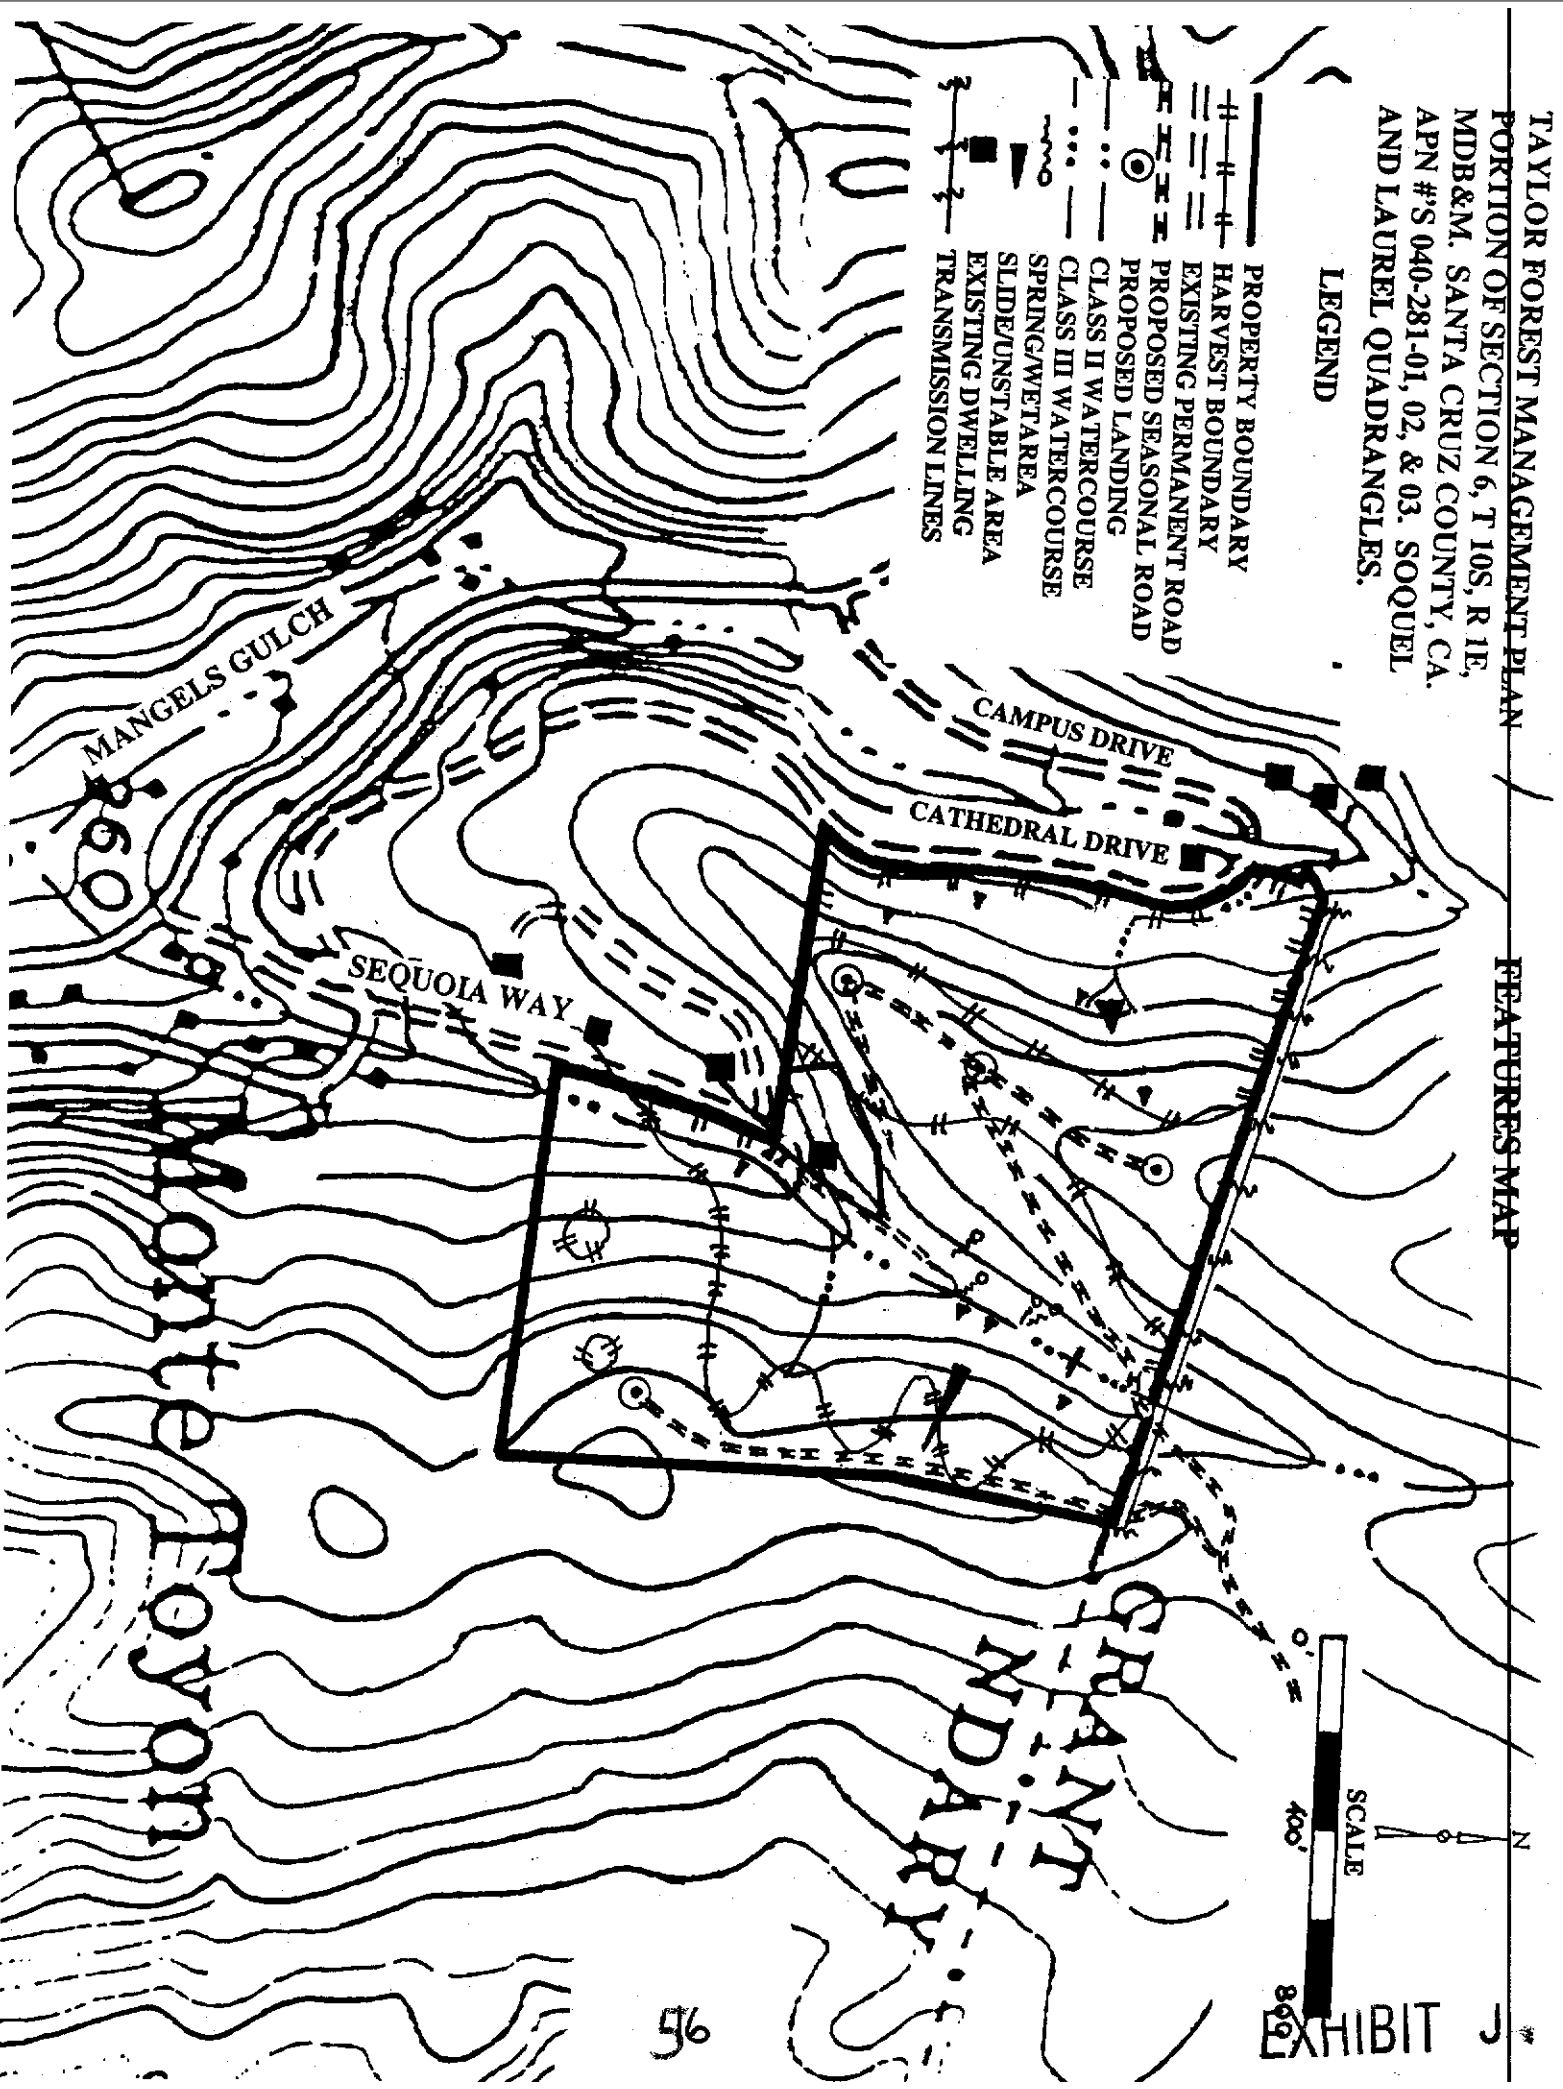 TAYLOR FOREST MANAGEMENT PLAN
PORTION OF SECTION 6, T 10S, R 1E,
MDB&M. SANTA CRUZ COUNTY, CA.
APN #'S 040-281-01, 02, & 03. SOQUEL
AND LAUREL QUADRANGLES.
FEATURES MAP
LEGEND
PROPERTY BOUNDARY
HARVEST BOUNDARY
EXISTING PERMANENT ROAD
PROPOSED SEASONAL ROAD
PROPOSED LANDING
CLASS II WATERCOURSE
CLASS III WATERCOURSE
SPRING/WETAREA
SLIDE/UNSTABLE AREA
EXISTING DWELLING
TRANSMISSION LINES
N
SCALE
0'
400'
800'
CAMPUS DRIVE
CATHEDRAL DRIVE
SEQUOIA WAY
MANGELS GULCH
860
GRANT
BOUNDARY
Monte Toyon
56
EXHIBIT J